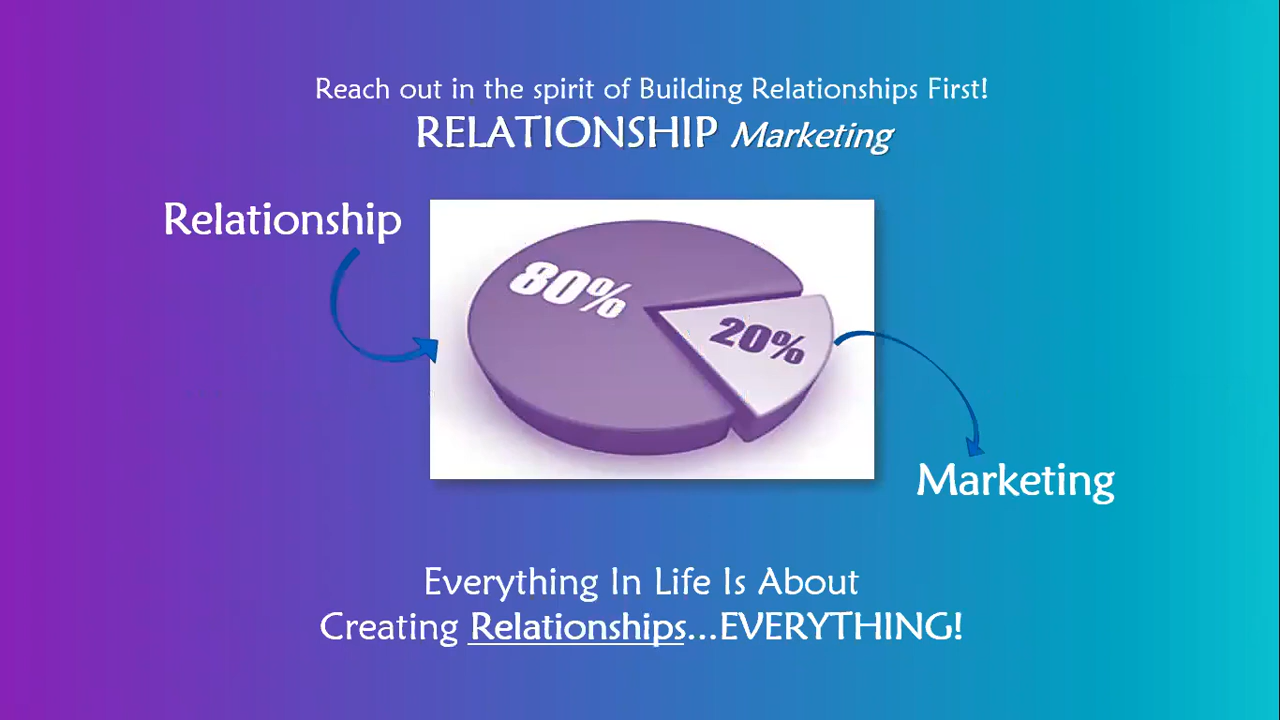 Reach out in the spirit of Building Relationships First!
RELATIONSHIP Marketing
Relationship
80%
20%
Marketing
Everything In Life Is About
Creating Relationships...EVERYTHING!